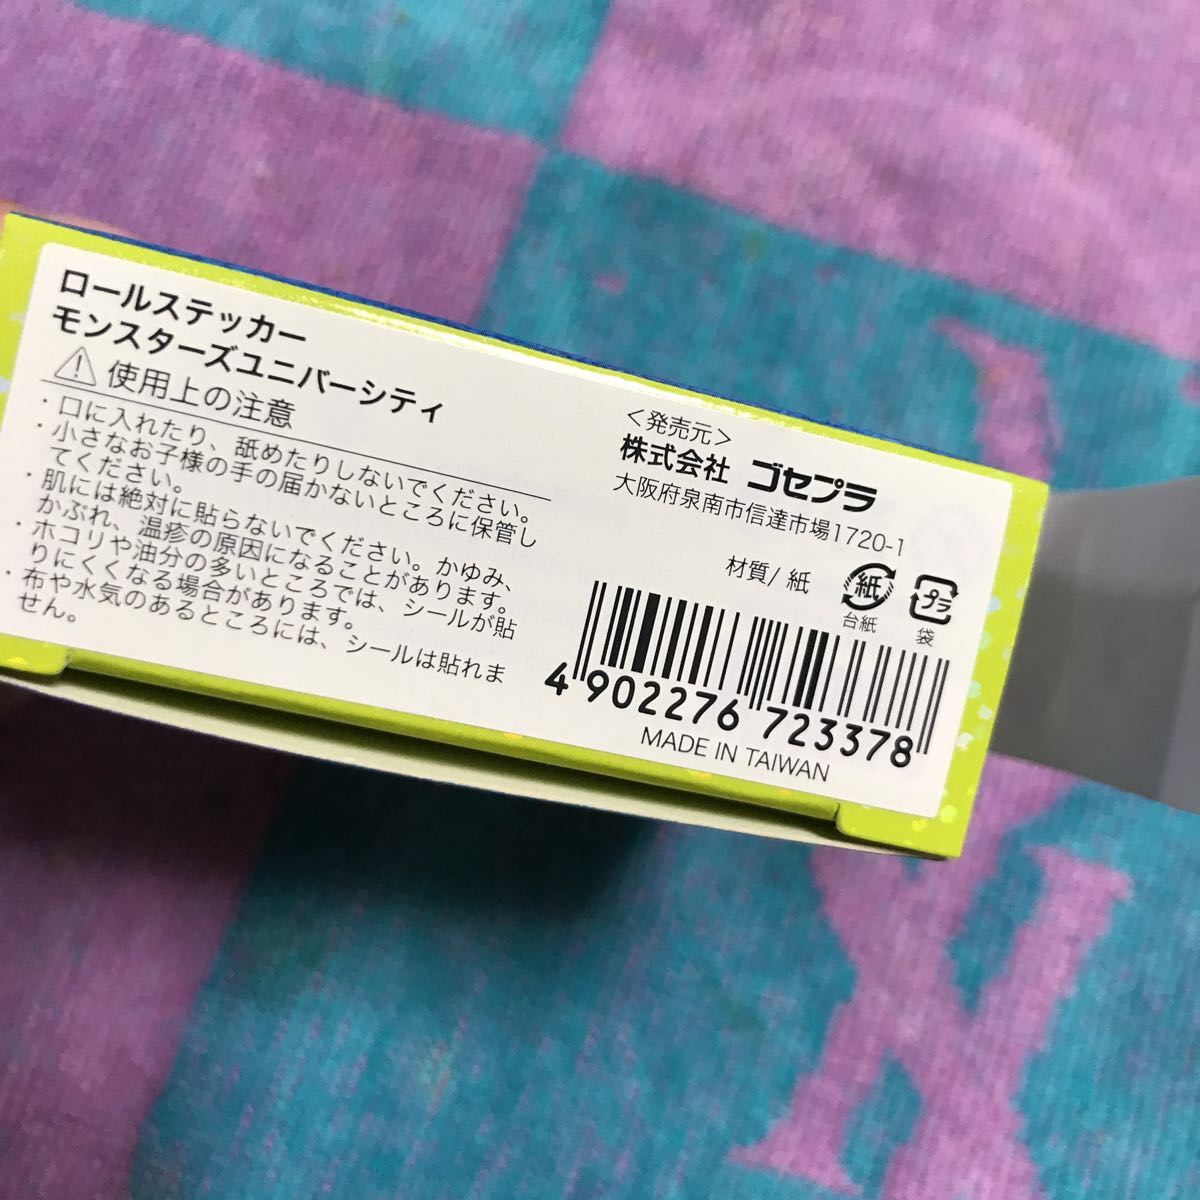 ロールステッカー
モンスターズユニバーシティ
使用上の注意
・口に入れたり、舐めたりしないでください。
・小さなお子様の手の届かないところに保管し
てください。
・肌には絶対に貼らないでください。かゆみ、
かぶれ、湿疹の原因になることがあります。
・ホコリや油分の多いところでは、シールが貼
りにくくなる場合があります。
・布や水気のあるところには、シールは貼れま
せん。
<発売元>
株式会社 ゴセプラ
大阪府泉南市信達市場1720-1
材質/ 紙
紙
台紙
プラ
袋
4 902276 723378
MADE IN TAIWAN